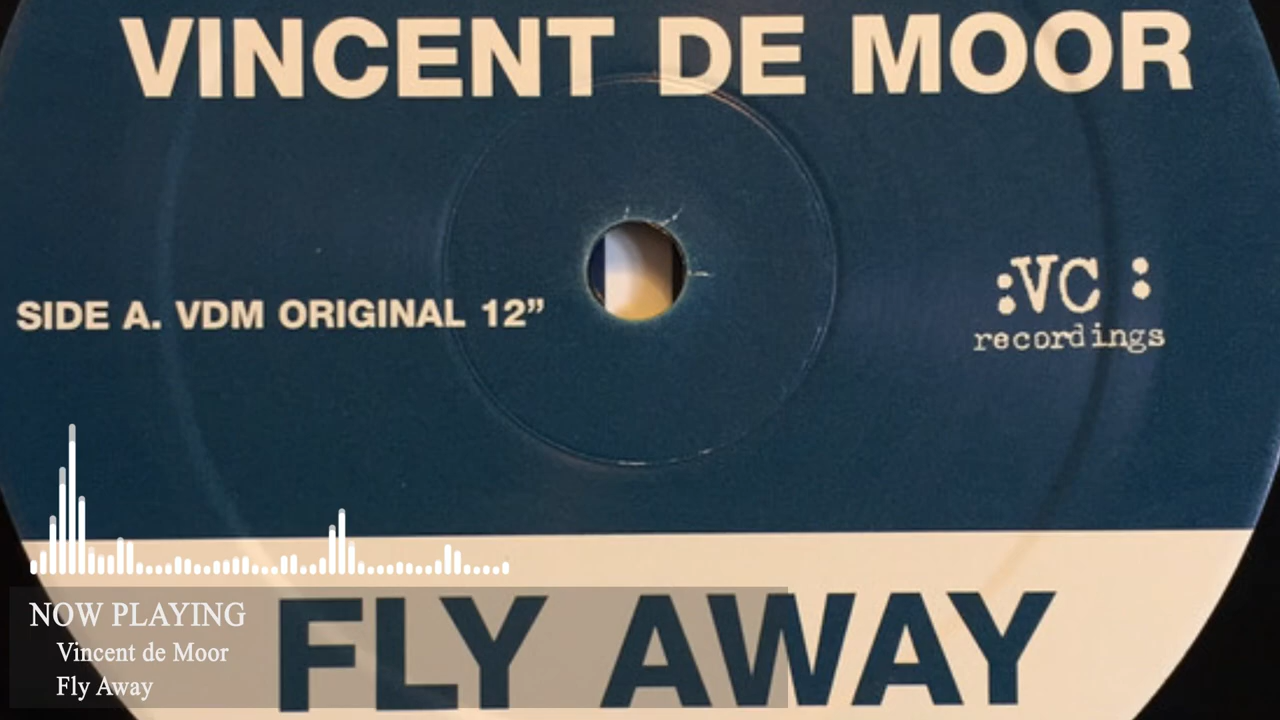 VINCENT DE MOOR
SIDE A. VDM ORIGINAL 12”
:VC :
recordings
NOW PLAYING
Vincent de Moor
Fly Away
FLY AWAY